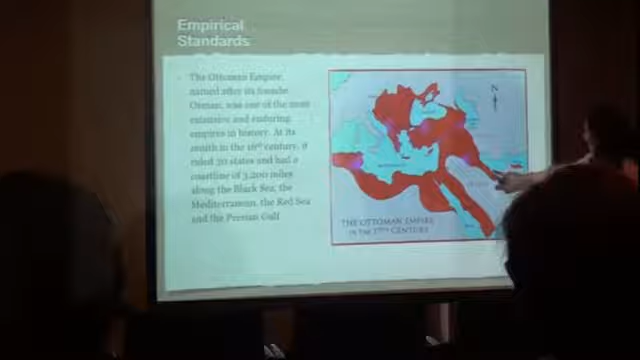 Empirical
Standards
The Ottoman Empire,
named after its founder
Osman, was one of the most
extensive and enduring
empires in history. At its
zenith in the 16th century, it
ruled 20 states and had a
coastline of 3,200 miles
along the Black Sea, the
Mediterranean, the Red Sea
and the Persian Gulf
N
THE OTTOMAN EMPIRE
IN THE 17TH CENTURY